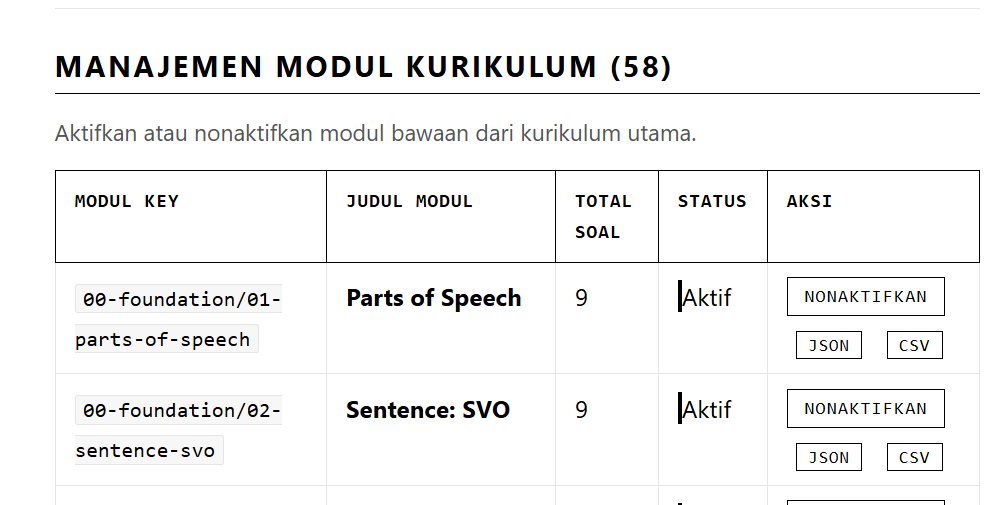 MANAJEMEN MODUL KURIKULUM (58)
Aktifkan atau nonaktifkan modul bawaan dari kurikulum utama.
MODUL KEY JUDUL MODUL TOTAL SOAL STATUS AKSI
00-foundation/01-
parts-of-speech
Parts of Speech
9
Aktif
NONAKTIFKAN
JSON CSV
00-foundation/02-
sentence-svo
Sentence: SVO
9
Aktif
NONAKTIFKAN
JSON CSV